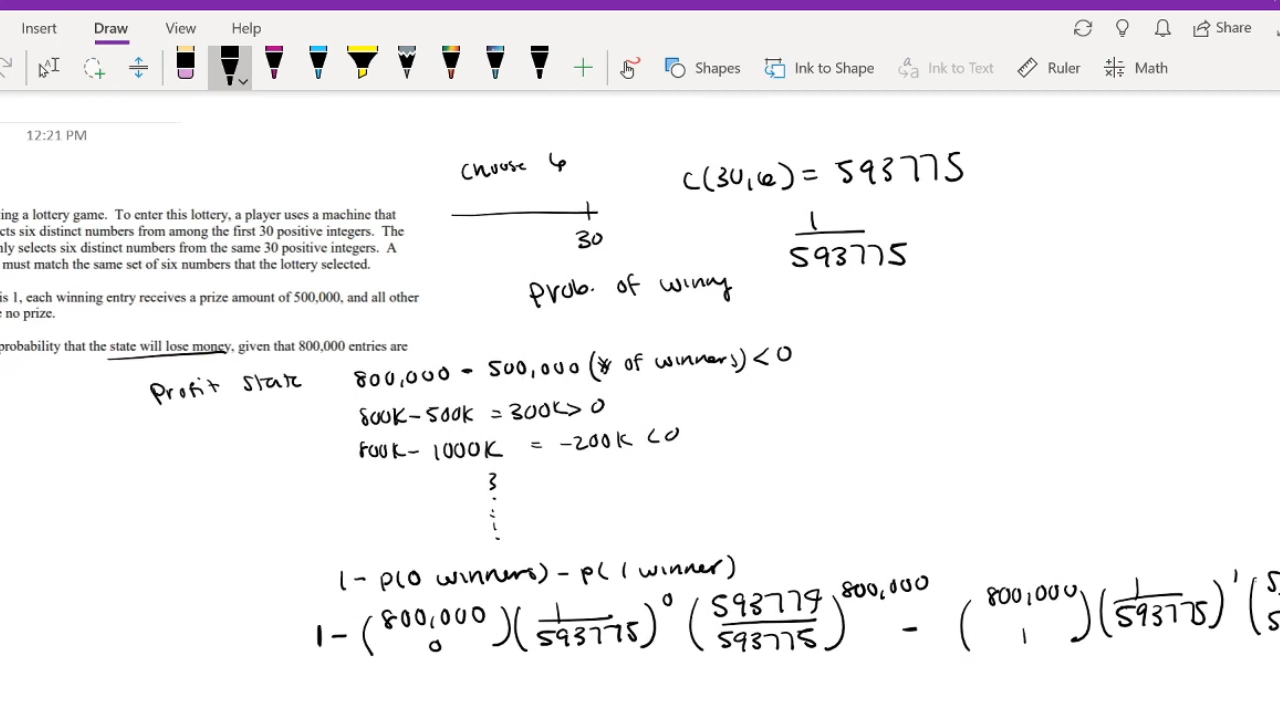 Insert Draw View Help Share
Shapes Ink to Shape Ink to Text Ruler Math
12:21 PM
choose 6
C(30,6) = 593775
ing a lottery game. To enter this lottery, a player uses a machine that
cts six distinct numbers from among the first 30 positive integers. The
nly selects six distinct numbers from the same 30 positive integers. A
must match the same set of six numbers that the lottery selected.
30
1
593775
Prob. of winny
is 1, each winning entry receives a prize amount of 500,000, and all other
e no prize.
probability that the state will lose money, given that 800,000 entries are
Profit state 800,000 - 500,000 (# of winners) < 0
800K - 500K = 300K > 0
800K - 1000K = -200K < 0
3
1 - P(0 winners) - P(1 winner)
1 - (800,000 0)(1/593775)^0 (593774/593775)^800,000 - (800,000 1)(1/593775)^1 (5